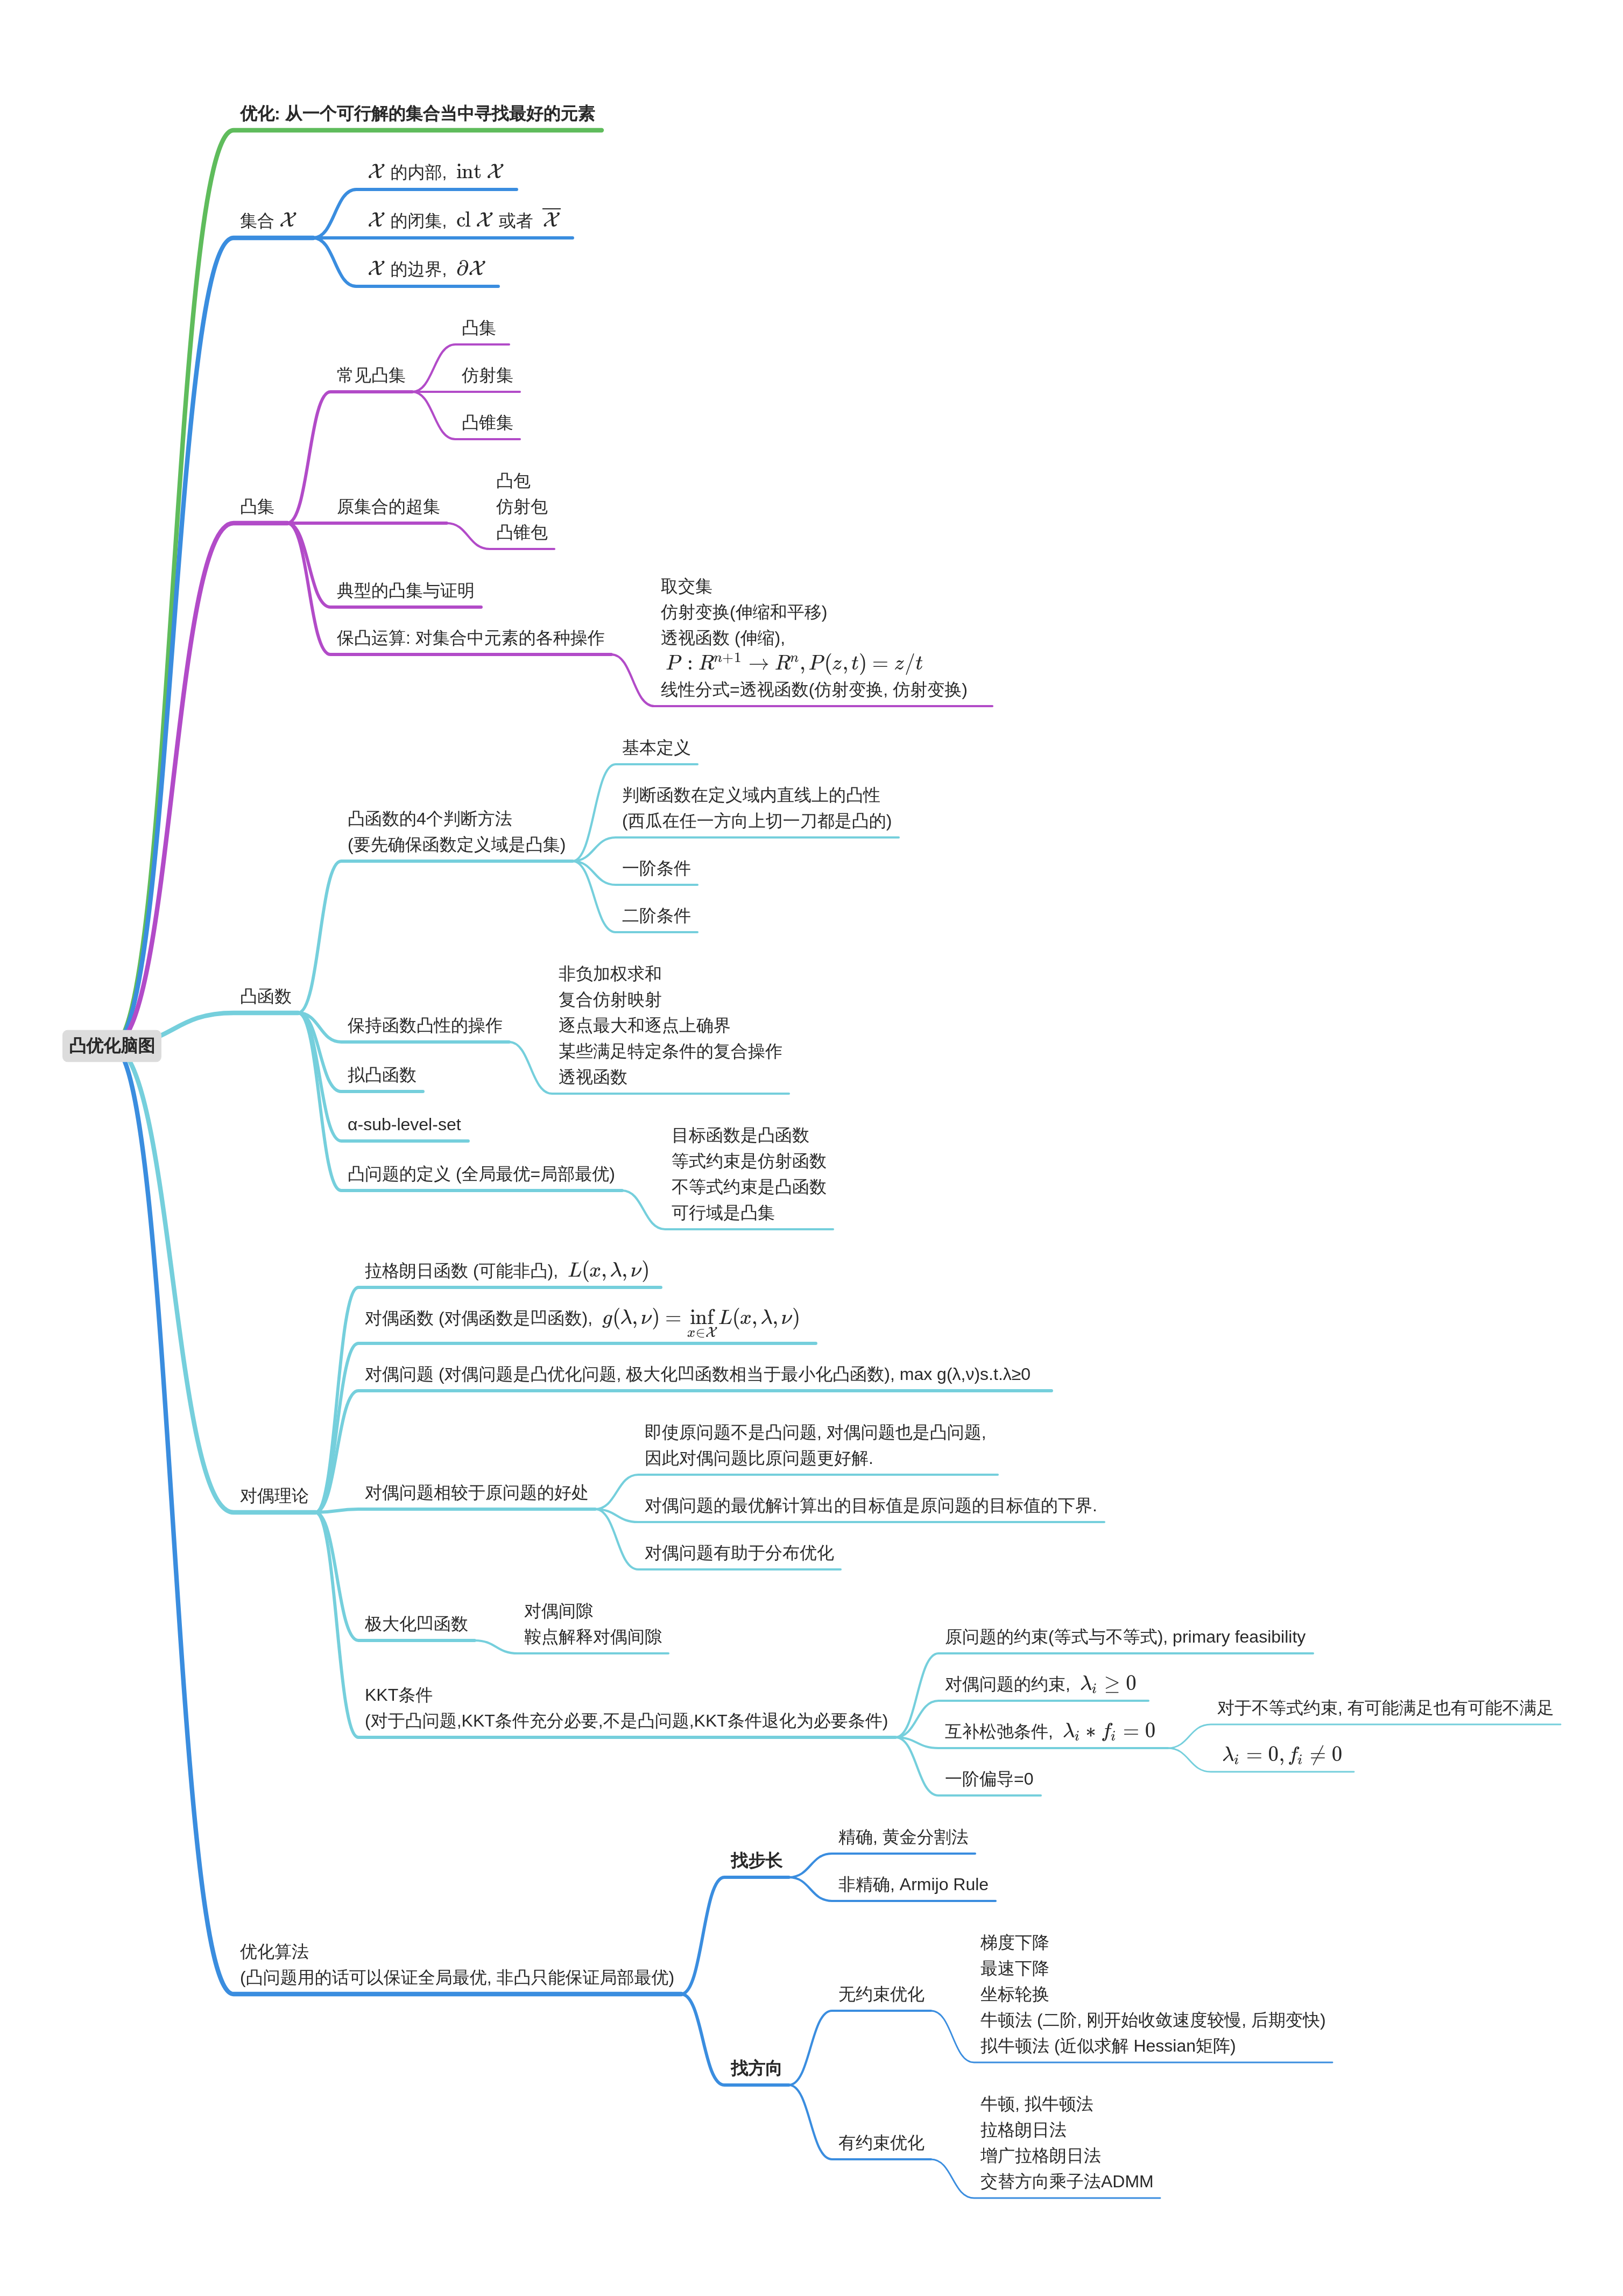 优化: 从一个可行解的集合当中寻找最好的元素
集合 𝒳
𝒳 的内部, int 𝒳
𝒳 的闭集, cl 𝒳 或者 \overline{𝒳}
𝒳 的边界, ∂𝒳
凸集
常见凸集
凸集
仿射集
凸锥集
原集合的超集
凸包
仿射包
凸锥包
典型的凸集与证明
保凸运算: 对集合中元素的各种操作
取交集
仿射变换(伸缩和平移)
透视函数 (伸缩),
P : R^{n+1} → R^n, P(z, t) = z/t
线性分式=透视函数(仿射变换, 仿射变换)
凸优化脑图
凸函数
凸函数的4个判断方法
(要先确保函数定义域是凸集)
基本定义
判断函数在定义域内直线上的凸性
(西瓜在任一方向上切一刀都是凸的)
一阶条件
二阶条件
保持函数凸性的操作
非负加权求和
复合仿射映射
逐点最大和逐点上确界
某些满足特定条件的复合操作
透视函数
拟凸函数
α-sub-level-set
凸问题的定义 (全局最优=局部最优)
目标函数是凸函数
等式约束是仿射函数
不等式约束是凸函数
可行域是凸集
对偶理论
拉格朗日函数 (可能非凸), L(x, λ, ν)
对偶函数 (对偶函数是凹函数), g(λ, ν) = \inf_{x∈𝒳} L(x, λ, ν)
对偶问题 (对偶问题是凸优化问题, 极大化凹函数相当于最小化凸函数), max g(λ,ν)s.t.λ≥0
对偶问题相较于原问题的好处
即使原问题不是凸问题, 对偶问题也是凸问题,
因此对偶问题比原问题更好解.
对偶问题的最优解计算出的目标值是原问题的目标值的下界.
对偶问题有助于分布优化
极大化凹函数
对偶间隙
鞍点解释对偶间隙
KKT条件
(对于凸问题,KKT条件充分必要,不是凸问题,KKT条件退化为必要条件)
原问题的约束(等式与不等式), primary feasibility
对偶问题的约束, λ_i ≥ 0
互补松弛条件, λ_i ∗ f_i = 0
对于不等式约束, 有可能满足也有可能不满足
λ_i = 0, f_i ≠ 0
一阶偏导=0
优化算法
(凸问题用的话可以保证全局最优, 非凸只能保证局部最优)
找步长
精确, 黄金分割法
非精确, Armijo Rule
找方向
无约束优化
梯度下降
最速下降
坐标轮换
牛顿法 (二阶, 刚开始收敛速度较慢, 后期变快)
拟牛顿法 (近似求解 Hessian矩阵)
有约束优化
牛顿, 拟牛顿法
拉格朗日法
增广拉格朗日法
交替方向乘子法ADMM